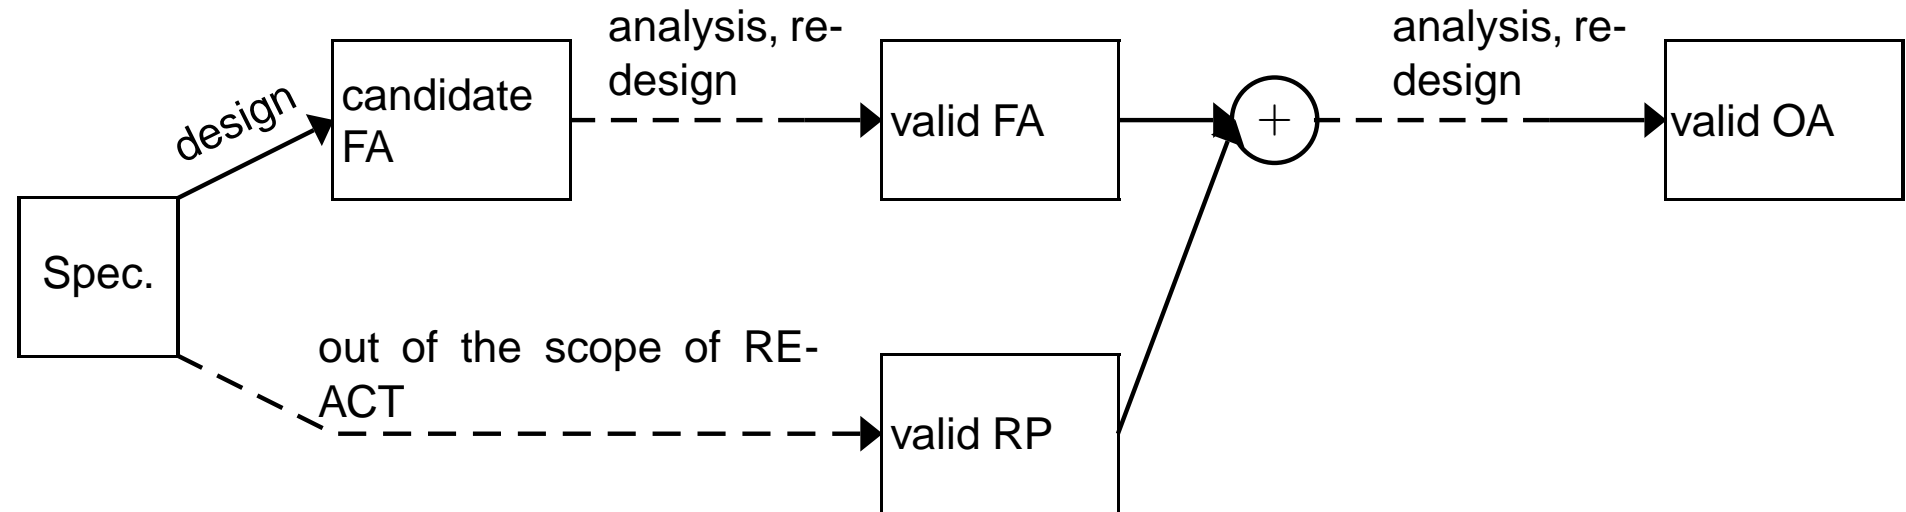 analysis, re-
design
analysis, re-
design
design
candidate
FA
valid FA
+
valid OA
Spec.
out of the scope of RE-
ACT
valid RP